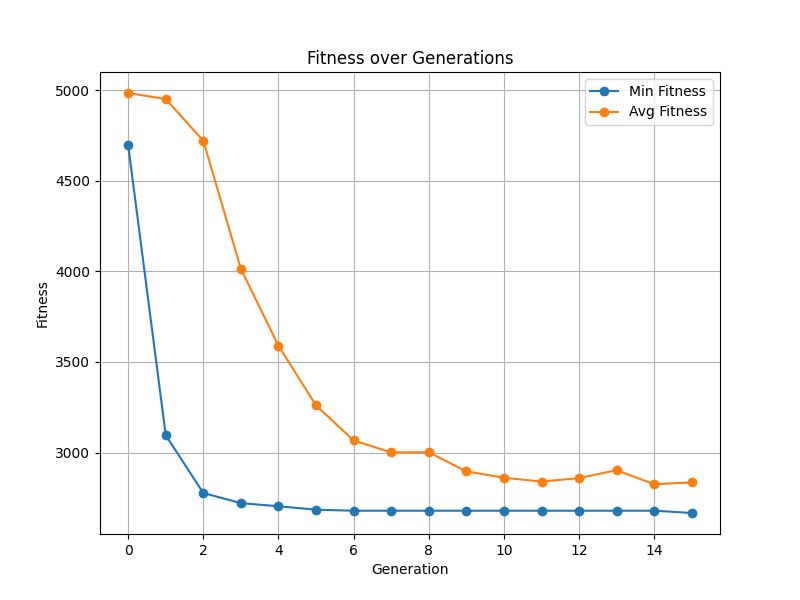 Fitness over Generations
Min Fitness
Avg Fitness
5000
4500
4000
3500
3000
Fitness
0 2 4 6 8 10 12 14
Generation